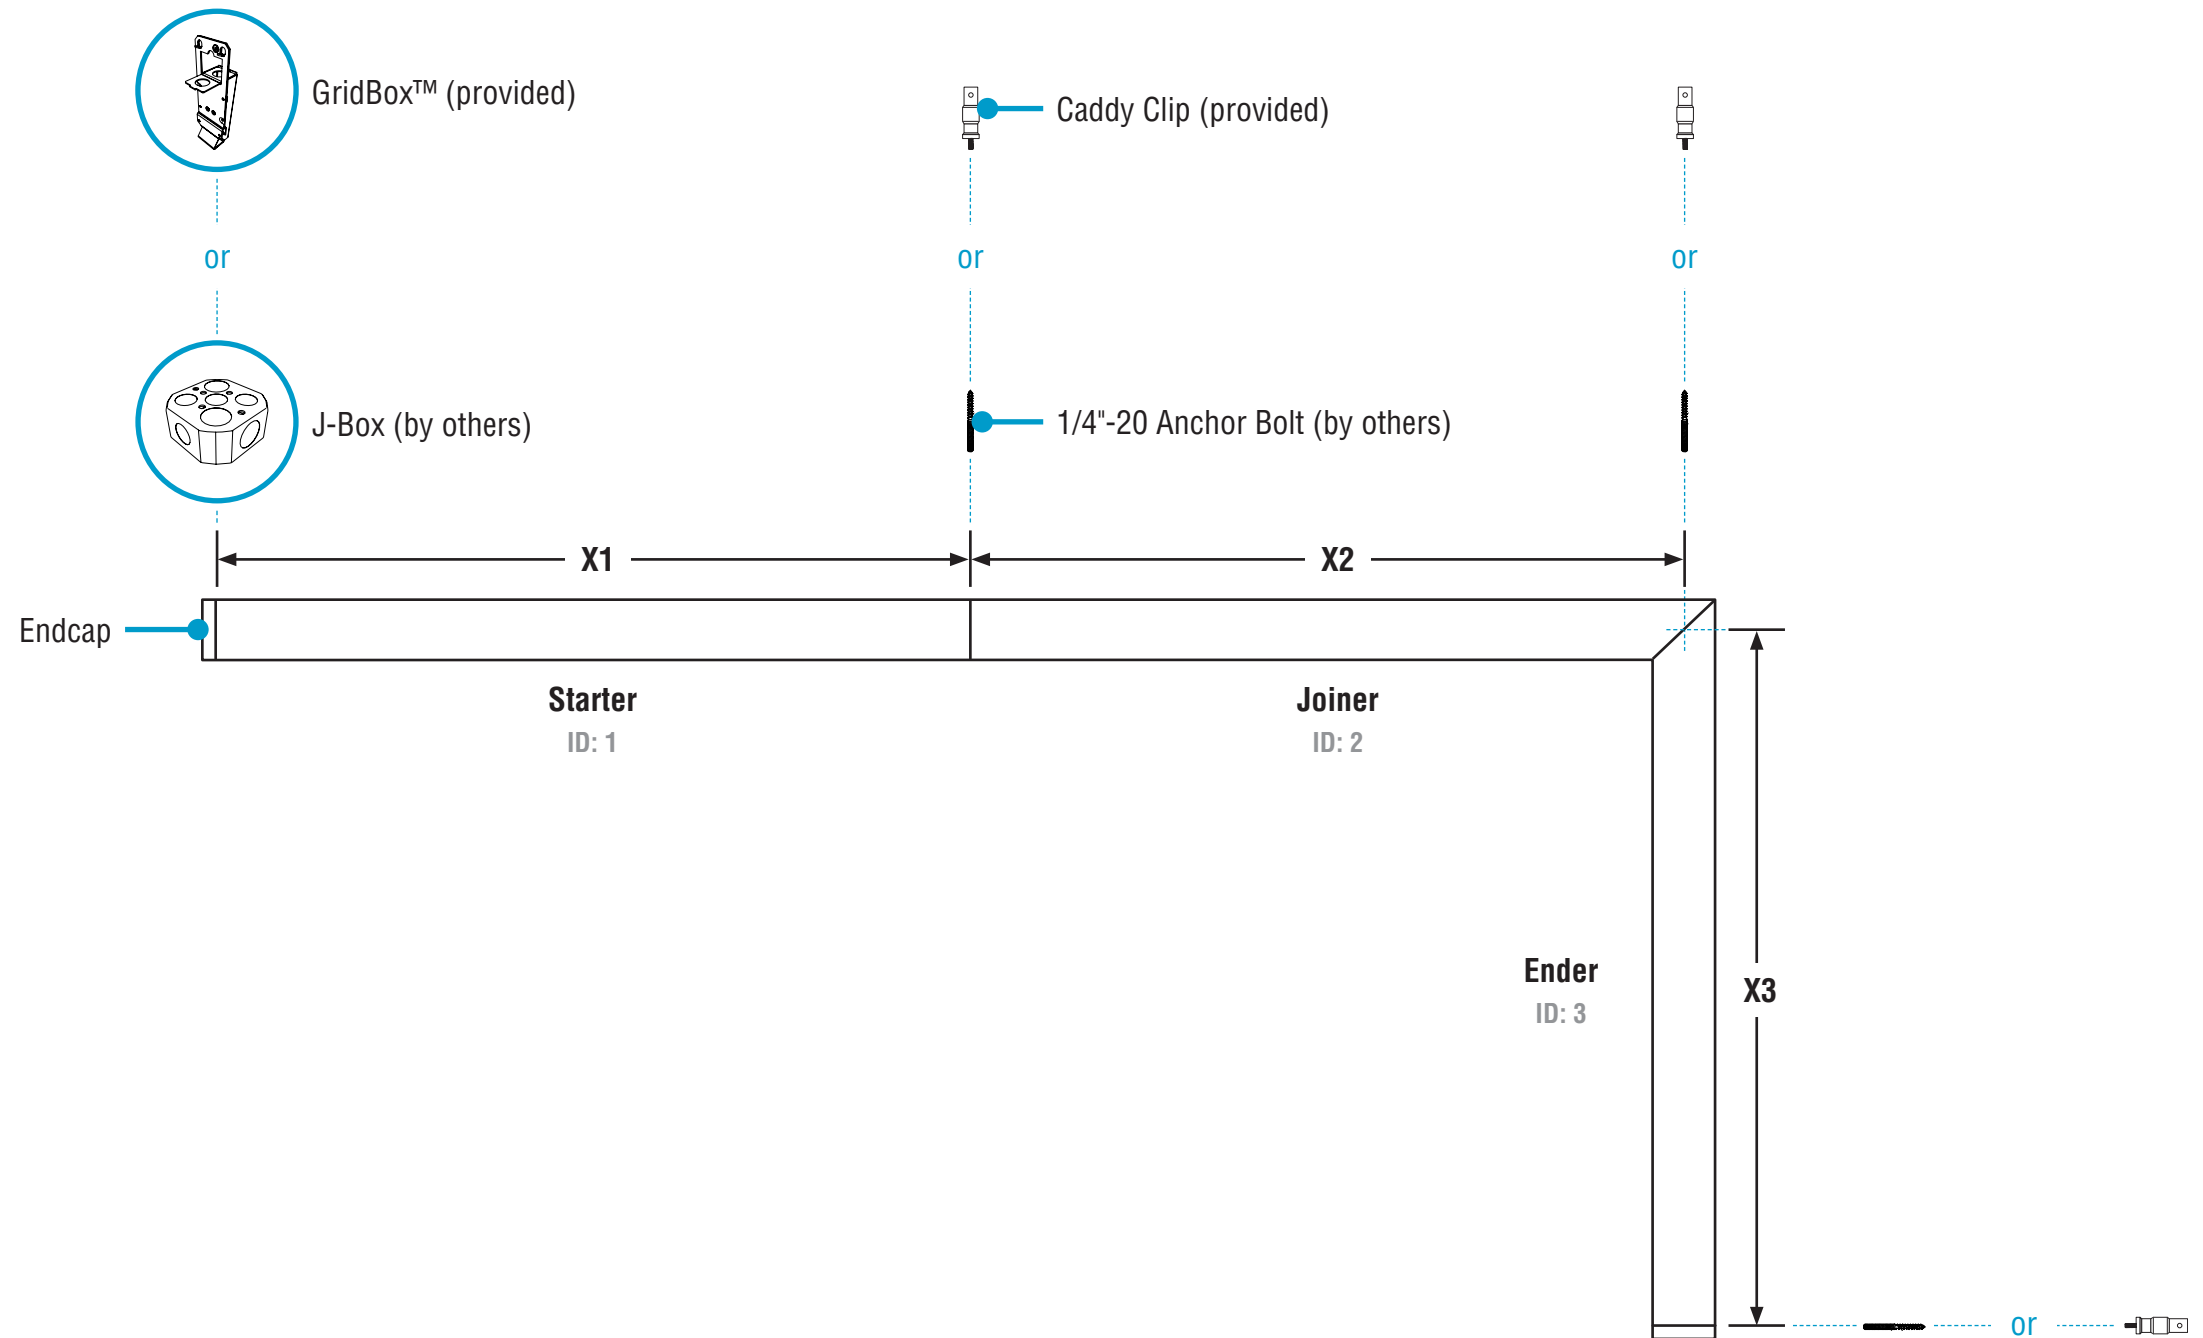 GridBox™ (provided)
Caddy Clip (provided)
or
or
or
J-Box (by others)
1/4"-20 Anchor Bolt (by others)
X1
X2
Endcap
Starter
ID: 1
Joiner
ID: 2
Ender
ID: 3
X3
or